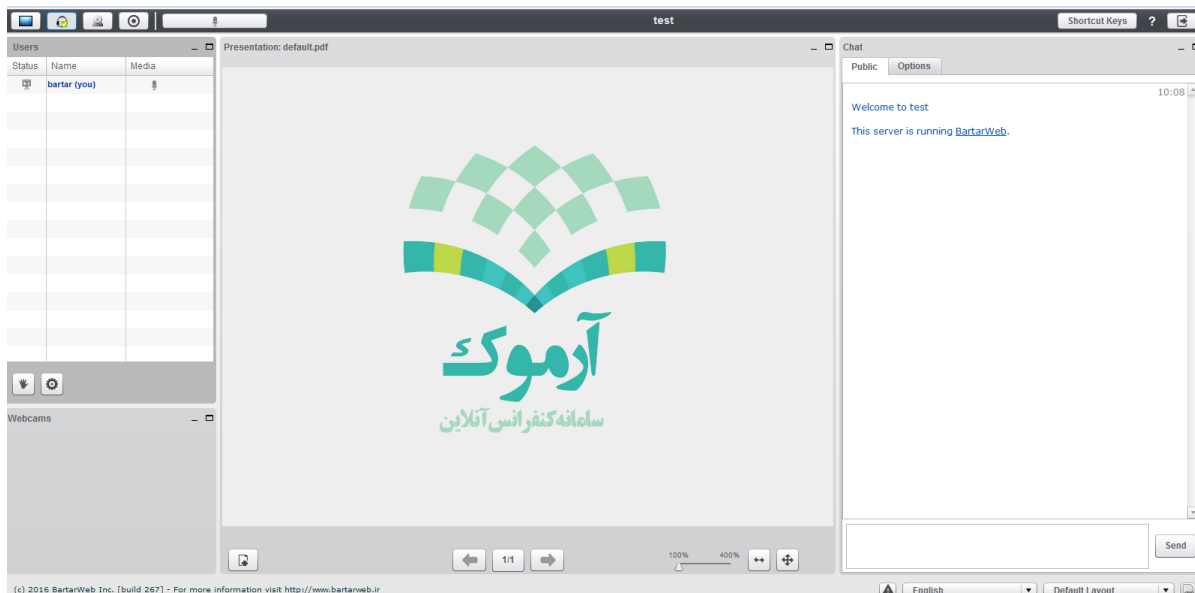 test
Shortcut Keys
?
Users
Status Name Media
bartar (you)
Webcams
Presentation: default.pdf
آرموک
سامانه کنفرانس آنلاین
1/1
100% 400%
Chat
Public Options
10:08
Welcome to test
This server is running BartarWeb.
Send
(c) 2016 BartarWeb Inc. [build 267] - For more information visit http://www.bartarweb.ir
English
Default Layout